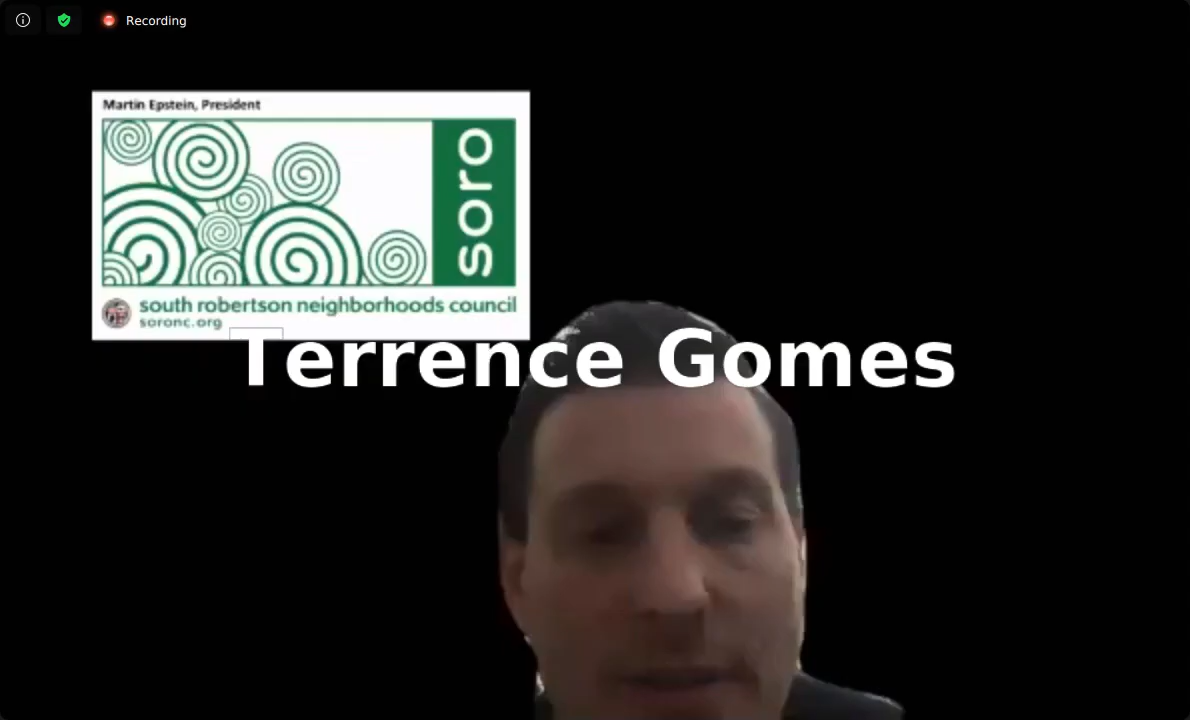 Recording
Martin Epstein, President
soro
south robertson neighborhoods council
soronc.org
Terrence Gomes